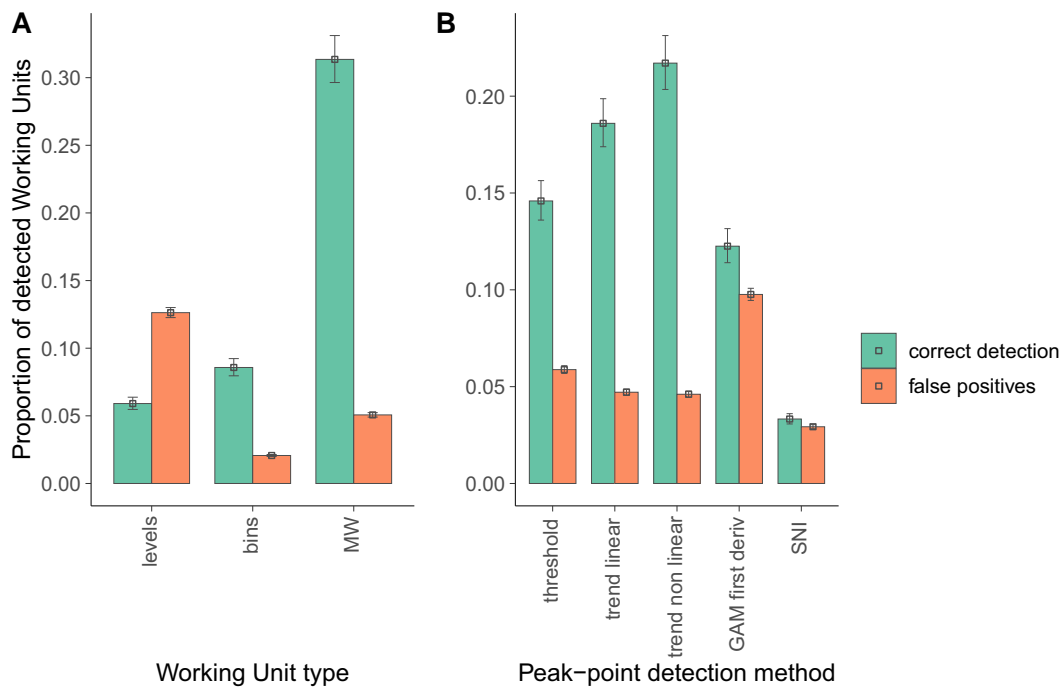 A
B
Proportion of detected Working Units
0.30
0.25
0.20
0.15
0.10
0.05
0.00
levels
bins
MW
Working Unit type
0.20
0.15
0.10
0.05
0.00
threshold
trend linear
trend non linear
GAM first deriv
SNI
Peak−point detection method
correct detection
false positives